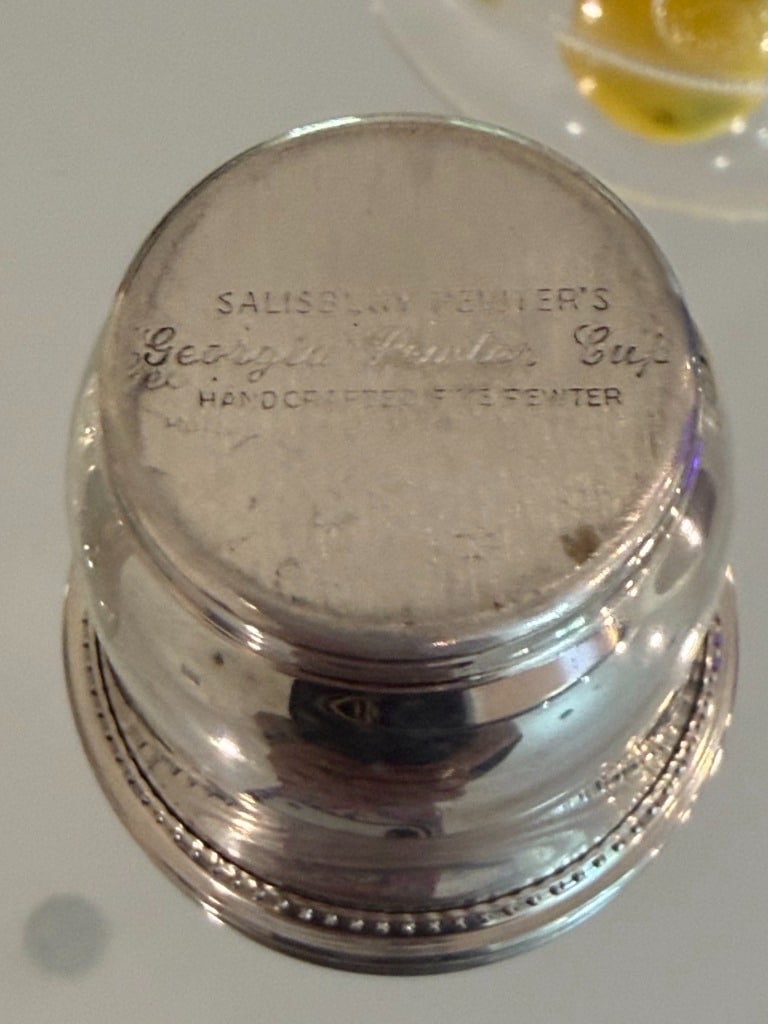 SALISBURY PEWTER'S
"Georgia Pewter Cup
HANDCRAFTED FINE PEWTER